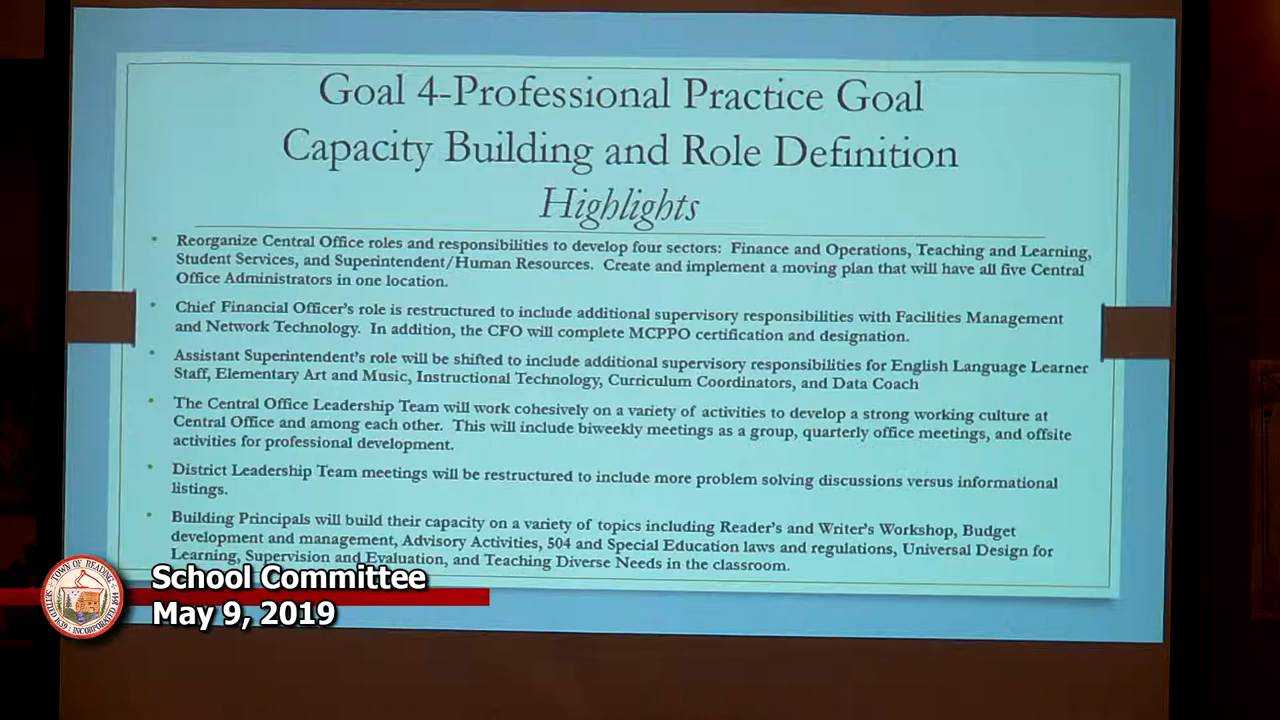 Goal 4-Professional Practice Goal
Capacity Building and Role Definition
Highlights
• Reorganize Central Office roles and responsibilities to develop four sectors: Finance and Operations, Teaching and Learning,
Student Services, and Superintendent/Human Resources. Create and implement a moving plan that will have all five Central
Office Administrators in one location.
• Chief Financial Officer's role is restructured to include additional supervisory responsibilities with Facilities Management
and Network Technology. In addition, the CFO will complete MCPPO certification and designation.
• Assistant Superintendent's role will be shifted to include additional supervisory responsibilities for English Language Learner
Staff, Elementary Art and Music, Instructional Technology, Curriculum Coordinators, and Data Coach
• The Central Office Leadership Team will work cohesively on a variety of activities to develop a strong working culture at
Central Office and among each other. This will include biweekly meetings as a group, quarterly office meetings, and offsite
activities for professional development.
• District Leadership Team meetings will be restructured to include more problem solving discussions versus informational
listings.
• Building Principals will build their capacity on a variety of topics including Reader's and Writer's Workshop, Budget
development and management, Advisory Activities, 504 and Special Education laws and regulations, Universal Design for
Learning, Supervision and Evaluation, and Teaching Diverse Needs in the classroom.
TOWN OF READING
SETTLED 1639 INCORPORATED 1644
School Committee
May 9, 2019